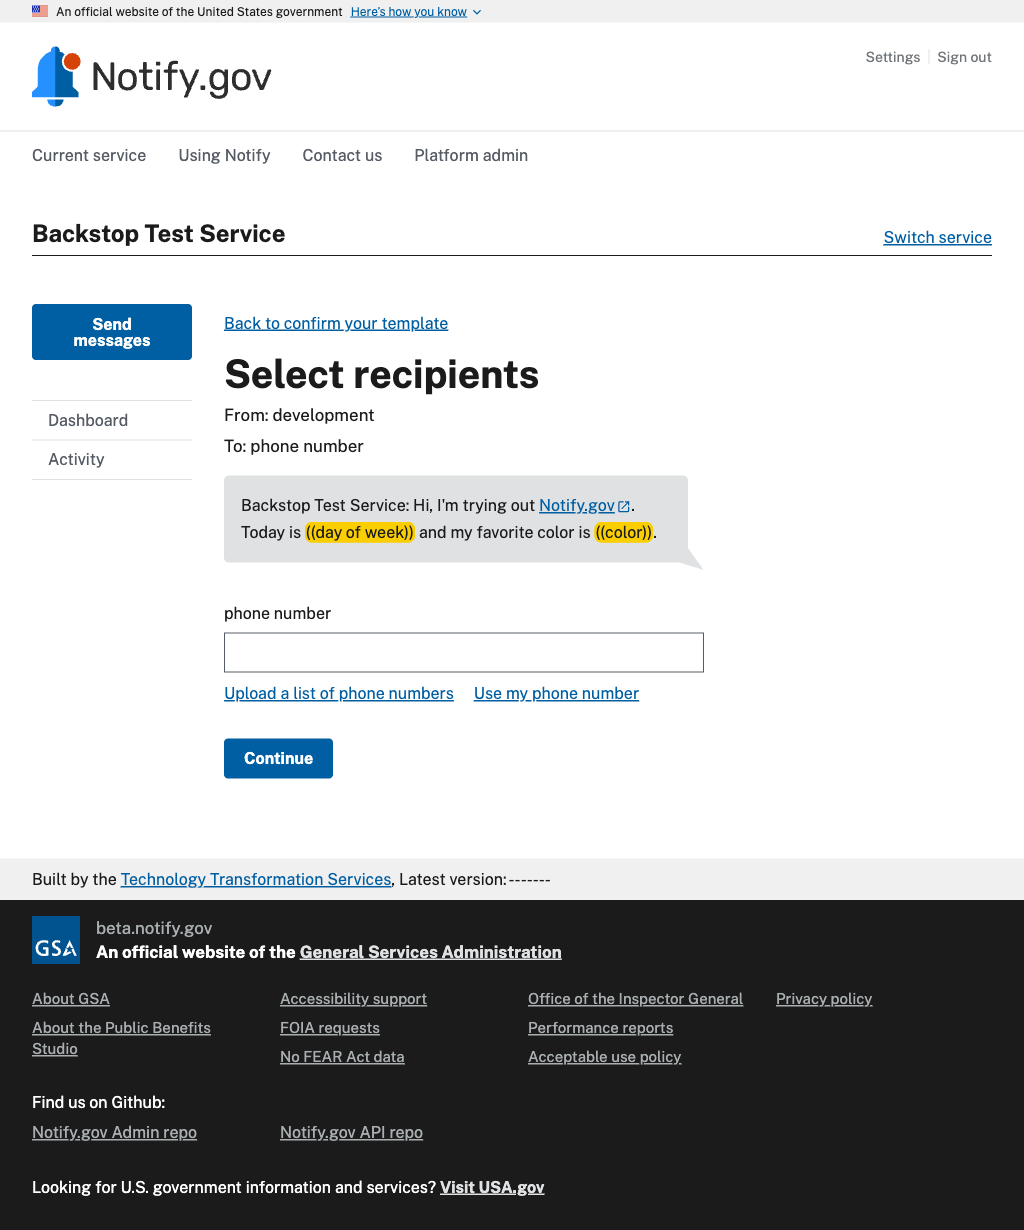 An official website of the United States government Here's how you know
Notify.gov
Settings Sign out
Current service Using Notify Contact us Platform admin
Backstop Test Service
Switch service
Send
messages
Dashboard
Activity
Back to confirm your template
Select recipients
From: development
To: phone number
Backstop Test Service: Hi, I'm trying out Notify.gov.
Today is ((day of week)) and my favorite color is ((color)).
phone number
Upload a list of phone numbers Use my phone number
Continue
Built by the Technology Transformation Services, Latest version:-------
GSA
beta.notify.gov
An official website of the General Services Administration
About GSA
About the Public Benefits
Studio
Accessibility support
FOIA requests
No FEAR Act data
Office of the Inspector General
Performance reports
Acceptable use policy
Privacy policy
Find us on Github:
Notify.gov Admin repo Notify.gov API repo
Looking for U.S. government information and services? Visit USA.gov